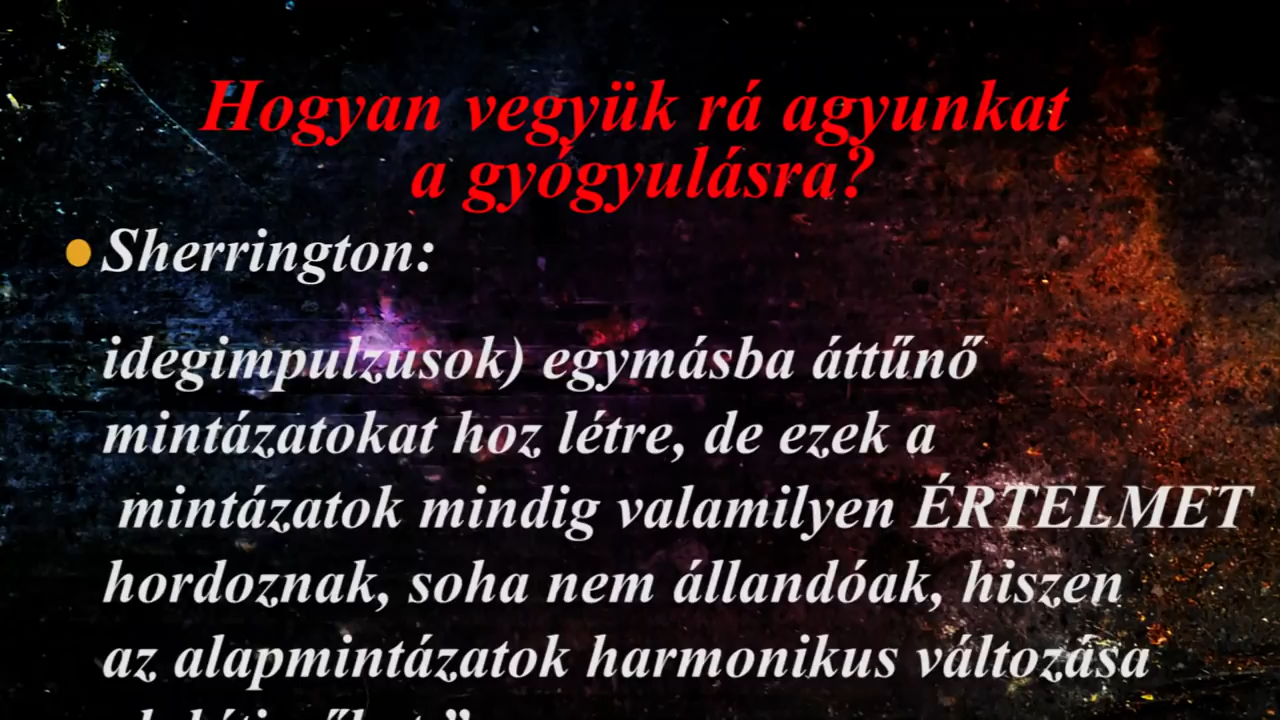 Hogyan vegyük rá agyunkat
a gyógyulásra?
Sherrington:
idegimpulzusok) egymásba áttűnő
mintázatokat hoz létre, de ezek a
mintázatok mindig valamilyen ÉRTELMET
hordoznak, soha nem állandóak, hiszen
az alapmintázatok harmonikus változása